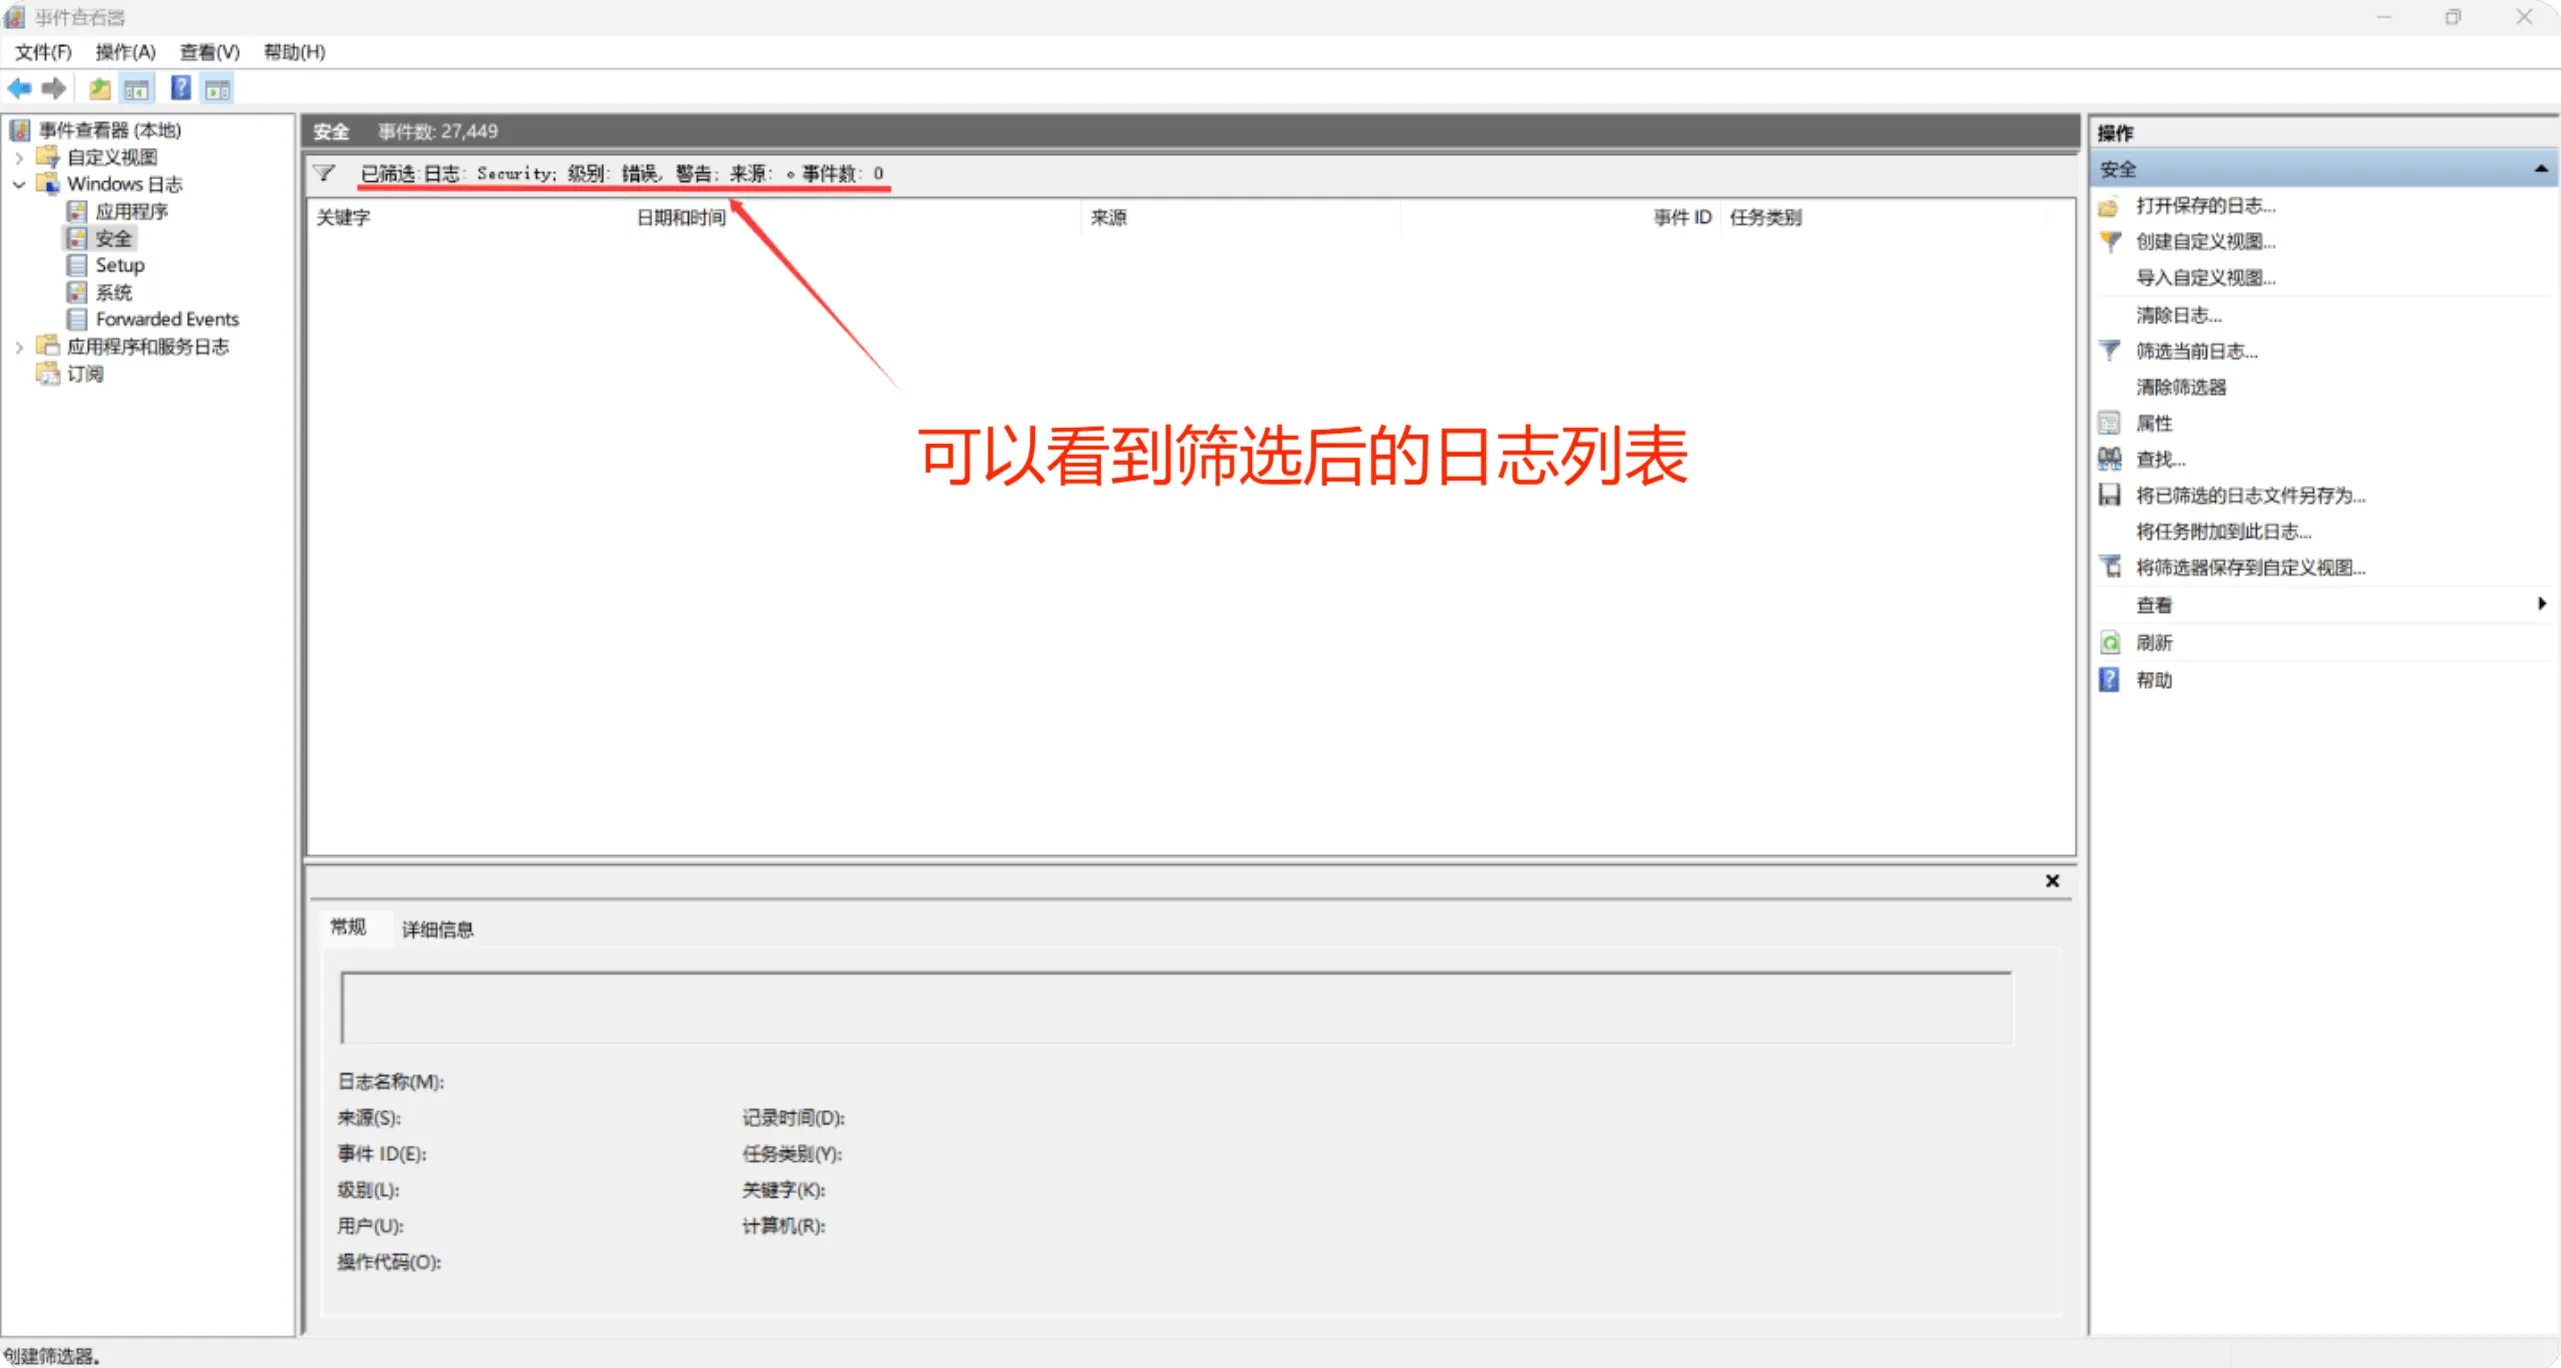 事件查看器
文件(F) 操作(A) 查看(V) 帮助(H)
事件查看器 (本地)
自定义视图
Windows 日志
应用程序
安全
Setup
系统
Forwarded Events
应用程序和服务日志
订阅
安全 事件数: 27,449
已筛选:日志: Security; 级别: 错误, 警告; 来源: 。事件数: 0
关键字 日期和时间 来源 事件 ID 任务类别
可以看到筛选后的日志列表
常规 详细信息
日志名称(M):
来源(S): 记录时间(D):
事件 ID(E): 任务类别(Y):
级别(L): 关键字(K):
用户(U): 计算机(R):
操作代码(O):
操作
安全
打开保存的日志...
创建自定义视图...
导入自定义视图...
清除日志...
筛选当前日志...
清除筛选器
属性
查找...
将已筛选的日志文件另存为...
将任务附加到此日志...
将筛选器保存到自定义视图...
查看
刷新
帮助
创建筛选器。